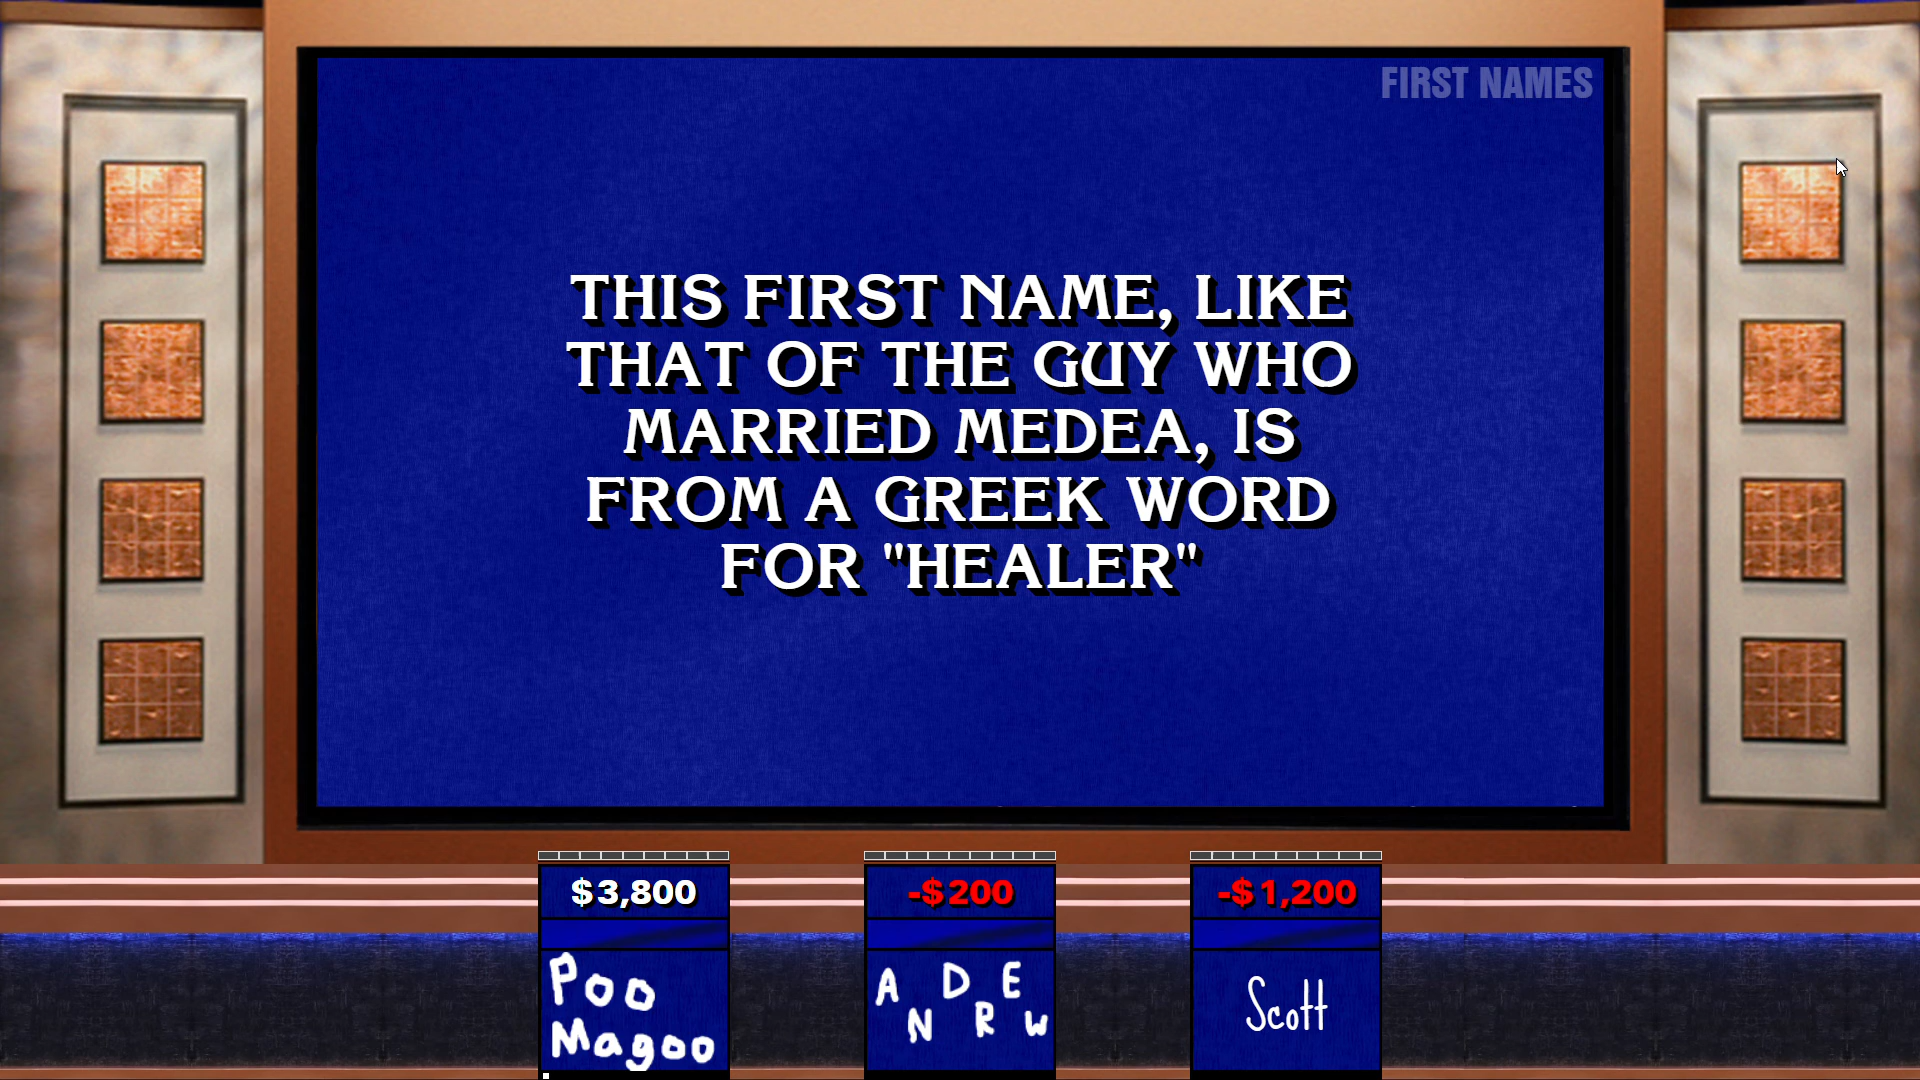 FIRST NAMES
THIS FIRST NAME, LIKE
THAT OF THE GUY WHO
MARRIED MEDEA, IS
FROM A GREEK WORD
FOR "HEALER"
$3,800
-$200
-$1,200
Poo
Magoo
ANDREW
Scott